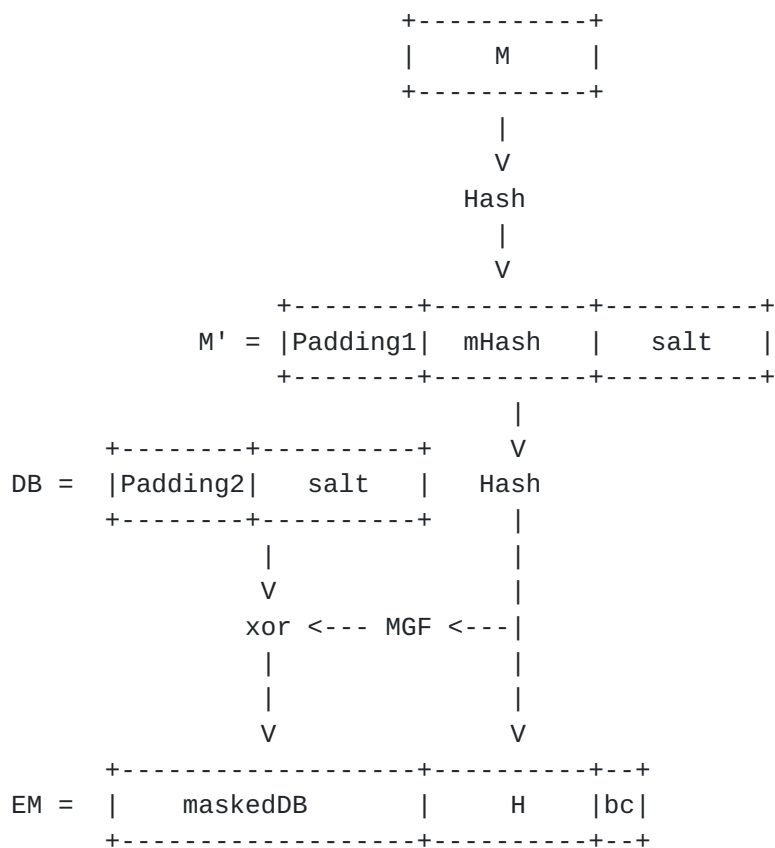 M
Hash
M' = Padding1 mHash salt
DB = Padding2 salt Hash
xor <--- MGF <---
EM = maskedDB H bc